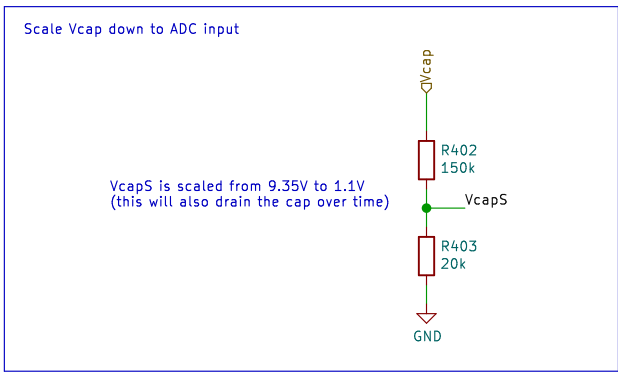 Scale Vcap down to ADC input
Vcap
R402
150k
VcapS is scaled from 9.35V to 1.1V
(this will also drain the cap over time)
VcapS
R403
20k
GND